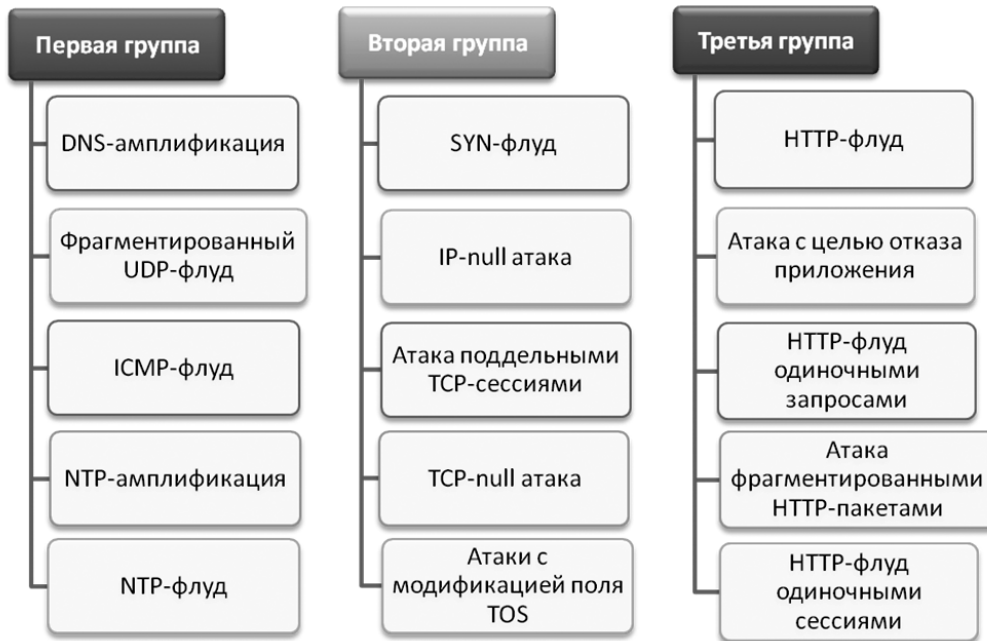 Первая группа
DNS-амплификация
Фрагментированный
UDP-флуд
ICMP-флуд
NTP-амплификация
NTP-флуд
Вторая группа
SYN-флуд
IP-null атака
Атака поддельными
TCP-сессиями
TCP-null атака
Атаки с
модификацией поля
TOS
Третья группа
HTTP-флуд
Атака с целью отказа
приложения
HTTP-флуд
одиночными
запросами
Атака
фрагментированными
HTTP-пакетами
HTTP-флуд
одиночными
сессиями